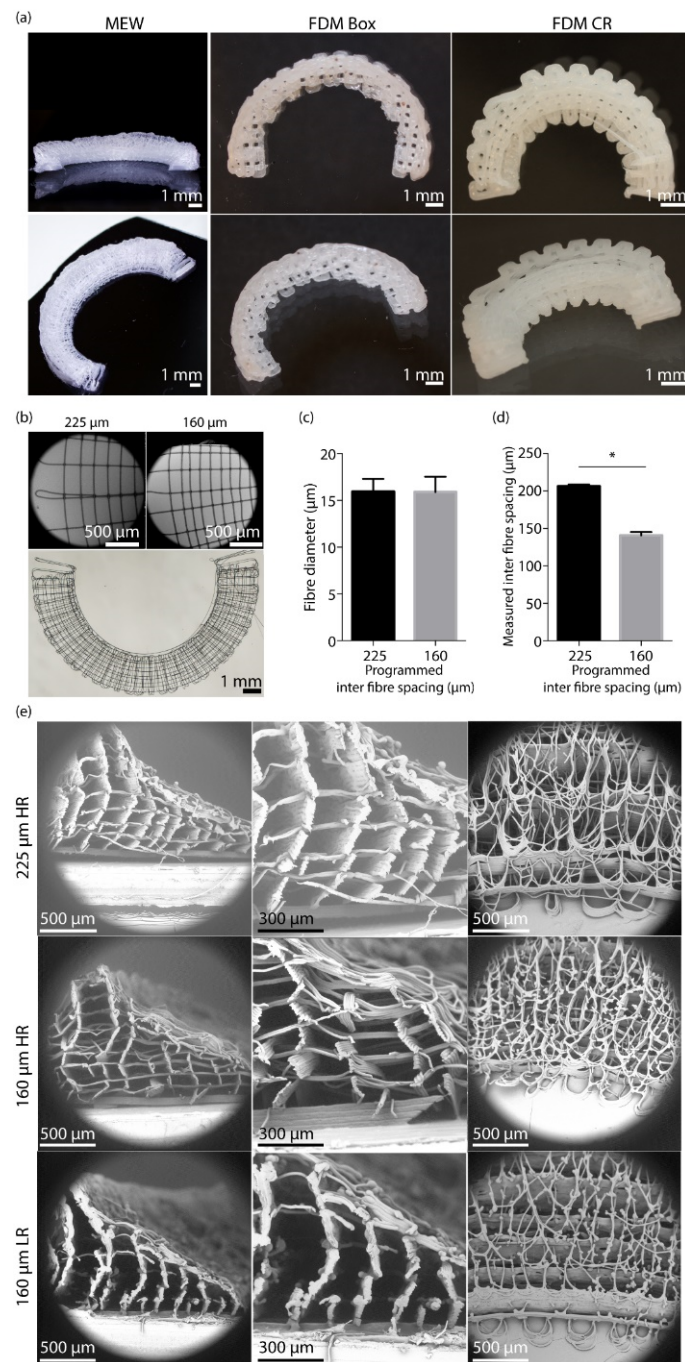 (a)
MEW
FDM Box
FDM CR
1 mm
1 mm
1 mm
1 mm
1 mm
1 mm
(b)
225 µm
160 µm
500 µm
500 µm
1 mm
(c)
Fibre diameter (µm)
20
15
10
5
0
225
160
Programmed
inter fibre spacing (µm)
(d)
Measured inter fibre spacing (µm)
250
200
150
100
50
0
*
225
160
Programmed
inter fibre spacing (µm)
(e)
225 µm HR
500 µm
300 µm
500 µm
160 µm HR
500 µm
300 µm
500 µm
160 µm LR
500 µm
300 µm
500 µm